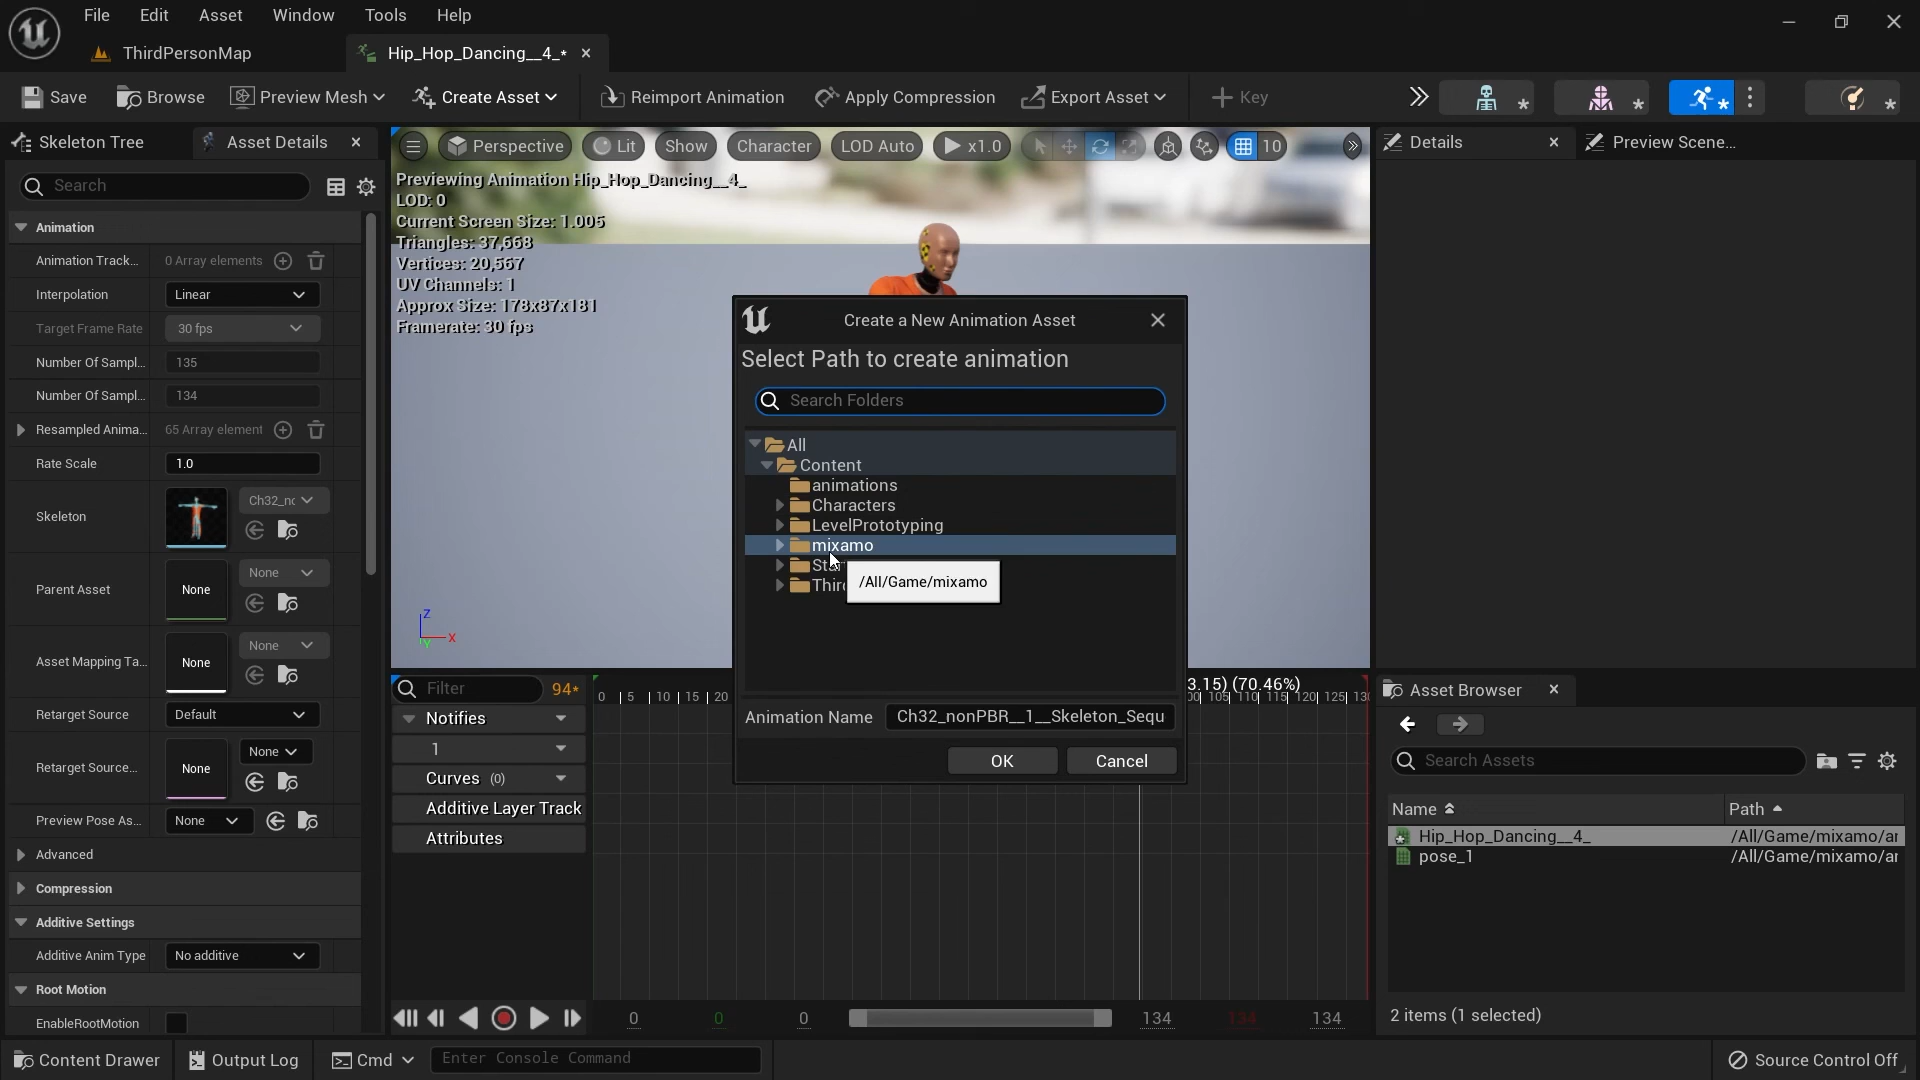 File Edit Asset Window Tools Help
ThirdPersonMap
Hip_Hop_Dancing__4_*
Save Browse Preview Mesh Create Asset Reimport Animation Apply Compression Export Asset Key
Skeleton Tree Asset Details
Search
Animation
Animation Track... 0 Array elements
Interpolation Linear
Target Frame Rate 30 fps
Number Of Sampl... 135
Number Of Sampl... 134
Resampled Anima... 65 Array element
Rate Scale 1.0
Skeleton Ch32_nc
Parent Asset None None
Asset Mapping Ta... None None
Retarget Source Default
Retarget Source... None None
Preview Pose As... None
Advanced
Compression
Additive Settings
Additive Anim Type No additive
Root Motion
EnableRootMotion
Perspective Lit Show Character LOD Auto x1.0 10
Previewing Animation Hip_Hop_Dancing__4_
LOD: 0
Current Screen Size: 1.005
Triangles: 37,668
Vertices: 20,567
UV Channels: 1
Approx Size: 178x87x181
Framerate: 30 fps
Z
X
Y
Create a New Animation Asset
Select Path to create animation
Search Folders
All
Content
animations
Characters
LevelPrototyping
mixamo
Star
Third
/All/Game/mixamo
Animation Name Ch32_nonPBR__1__Skeleton_Sequ
OK Cancel
Filter 94*
0 5 10 15 20
3.15) (70.46%)
105 110 115 120 125
Notifies
1
Curves (0)
Additive Layer Track
Attributes
0 0 0 134 134 134
Details Preview Scene...
Asset Browser
Search Assets
Name Path
Hip_Hop_Dancing__4_ /All/Game/mixamo/ar
pose_1 /All/Game/mixamo/ar
2 items (1 selected)
Content Drawer Output Log Cmd Enter Console Command Source Control Off